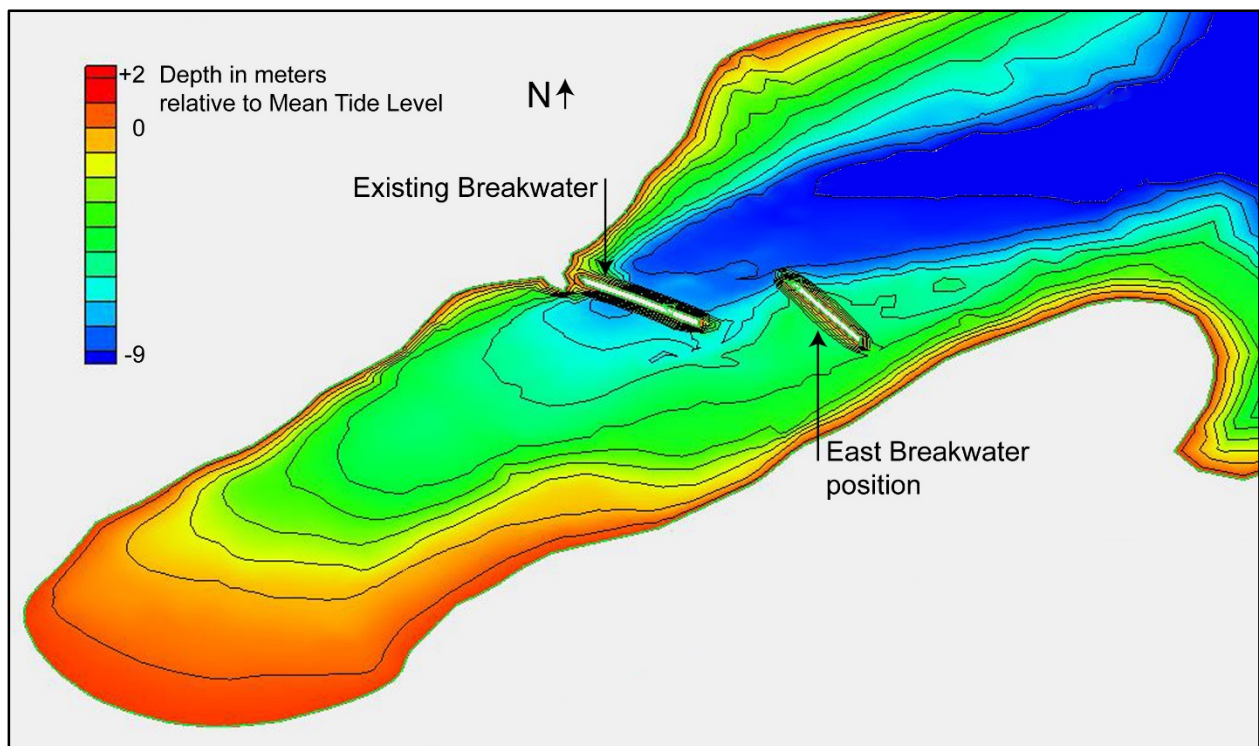 +2 Depth in meters
relative to Mean Tide Level
0
-9
N
Existing Breakwater
East Breakwater
position